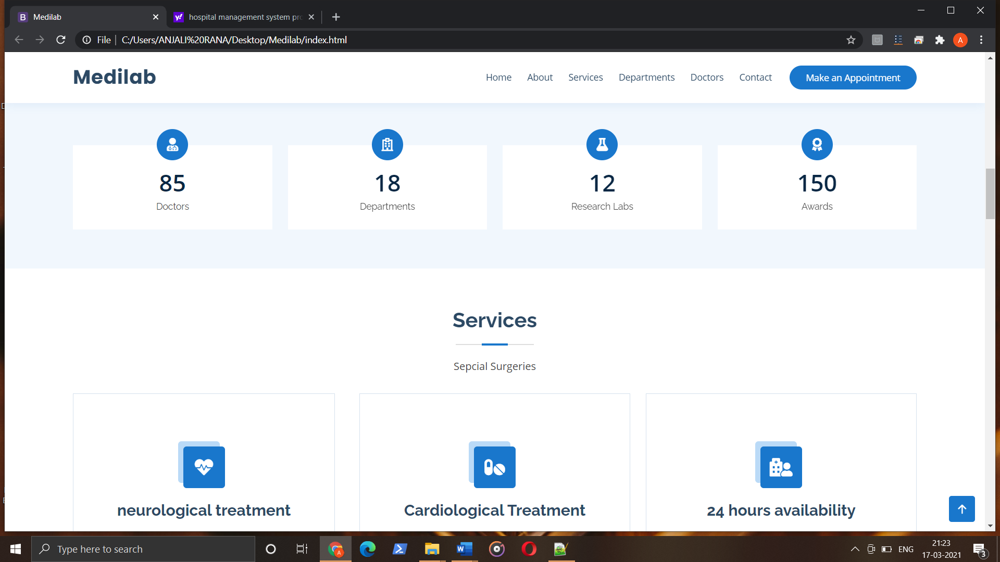 Medilab
hospital management system pro
File | C:/Users/ANJALI%20RANA/Desktop/Medilab/index.html
A
Medilab
Home About Services Departments Doctors Contact Make an Appointment
85
Doctors
18
Departments
12
Research Labs
150
Awards
Services
Sepcial Surgeries
neurological treatment
Cardiological Treatment
24 hours availability
Type here to search
ENG
21:23
17-03-2021
3